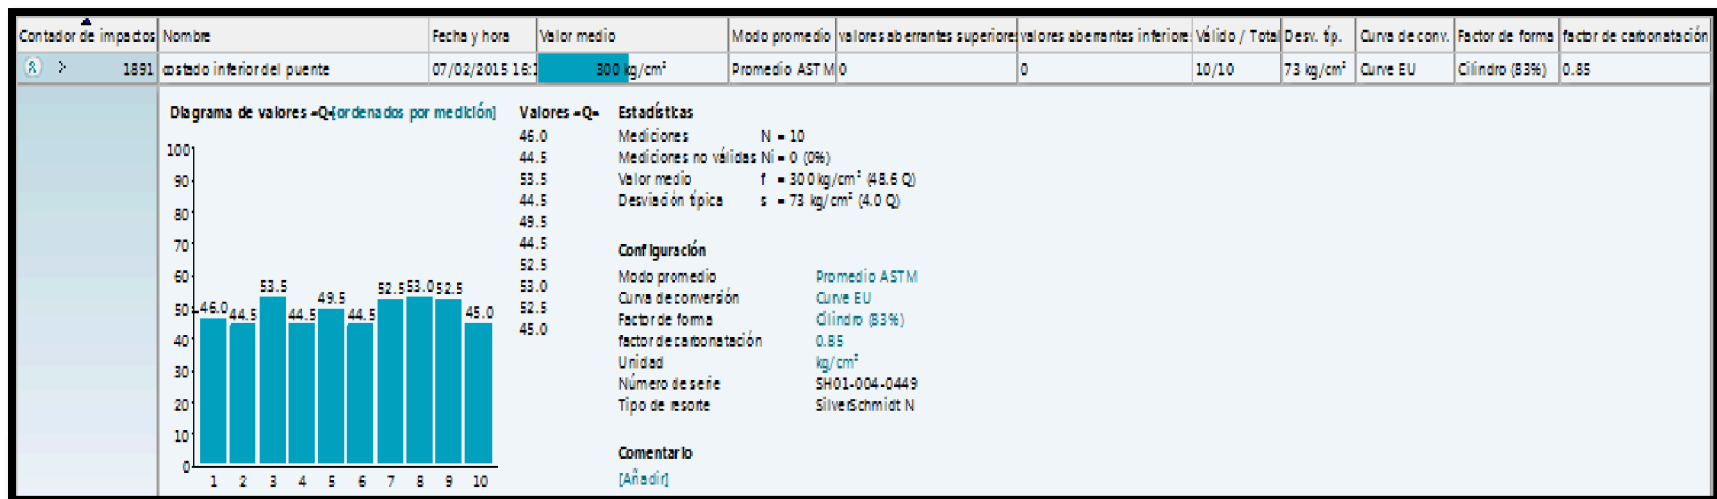 Contador de impactos Nombre Fecha y hora Valor medio Modo promedio valores aberrantes superiores valores aberrantes inferiores Válido / Total Desv. típ. Curva de conv. Factor de forma factor de carbonatación
1891 costado inferior del puente 07/02/2015 16:1 300 kg/cm² Promedio ASTM 0 0 10/10 73 kg/cm² Curve EU Cilindro (83%) 0.85
Diagrama de valores -Q- [ordenados por medición]
100
90
80
70
60
50
40
30
20
10
0
46.0 44.5 53.5 44.5 49.5 44.5 52.5 53.0 52.5 45.0
1 2 3 4 5 6 7 8 9 10
Valores -Q-
46.0
44.5
53.5
44.5
49.5
44.5
52.5
53.0
52.5
45.0
Estadísticas
Mediciones N = 10
Mediciones no válidas Ni = 0 (0%)
Valor medio f = 300 kg/cm² (48.6 Q)
Desviación típica s = 73 kg/cm² (4.0 Q)
Configuración
Modo promedio Promedio ASTM
Curva de conversión Curve EU
Factor de forma Cilindro (83%)
factor de carbonatación 0.85
Unidad kg/cm²
Número de serie SH01-004-0449
Tipo de resorte SilverSchmidt N
Comentario
[Añadir]